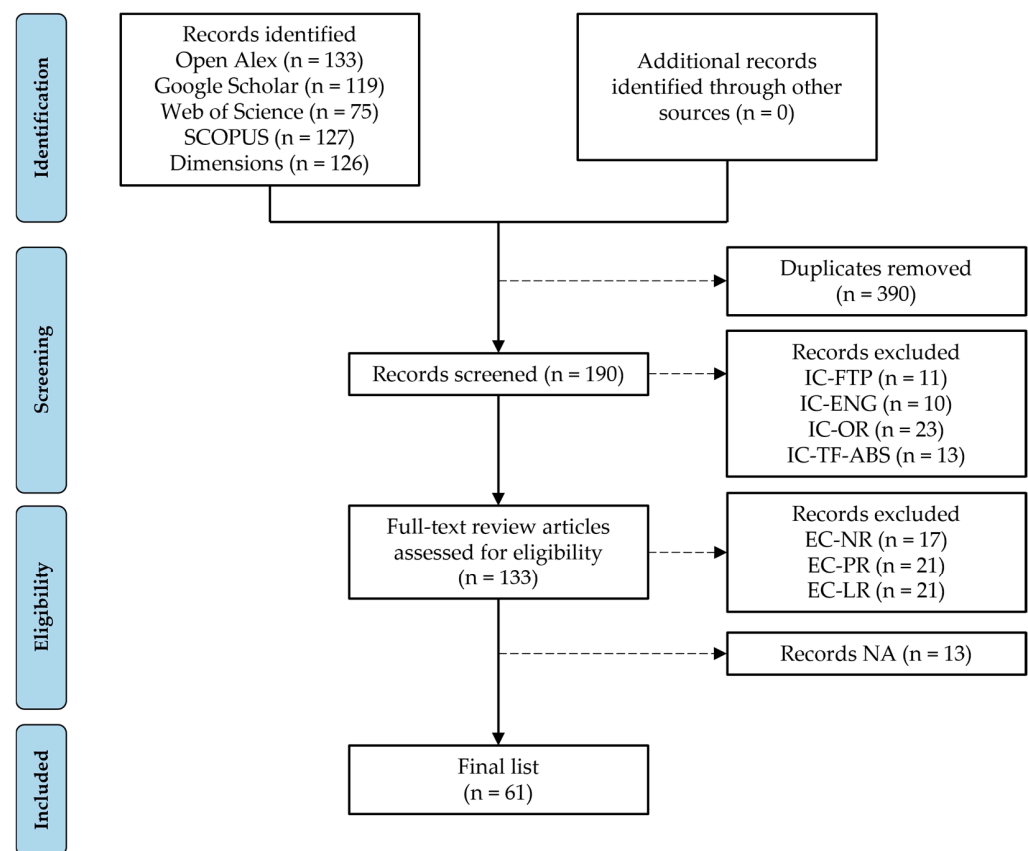 Identification
Records identified
Open Alex (n = 133)
Google Scholar (n = 119)
Web of Science (n = 75)
SCOPUS (n = 127)
Dimensions (n = 126)
Additional records
identified through other
sources (n = 0)
Screening
Duplicates removed
(n = 390)
Records screened (n = 190)
Records excluded
IC-FTP (n = 11)
IC-ENG (n = 10)
IC-OR (n = 23)
IC-TF-ABS (n = 13)
Eligibility
Full-text review articles
assessed for eligibility
(n = 133)
Records excluded
EC-NR (n = 17)
EC-PR (n = 21)
EC-LR (n = 21)
Records NA (n = 13)
Included
Final list
(n = 61)